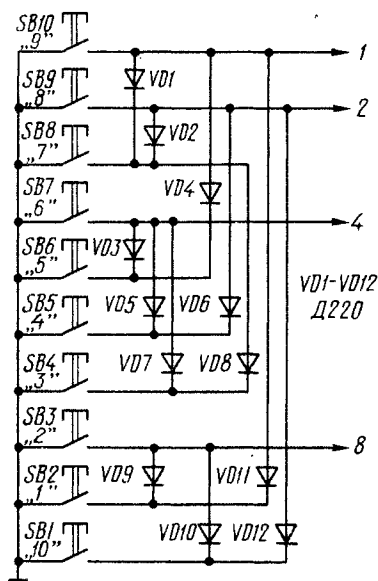 SB10
„9" 1
VD1
SB9
„8" 2
VD2
SB8
„7"
SB7 VD4
„6" 4
SB6 VD3
„5"
VD1-VD12
SB5 VD5 VD6 Д220
„4"
SB4 VD7 VD8
„3"
SB3
„2" 8
SB2 VD9 VD11
„1"
SB1 VD10 VD12
„10"